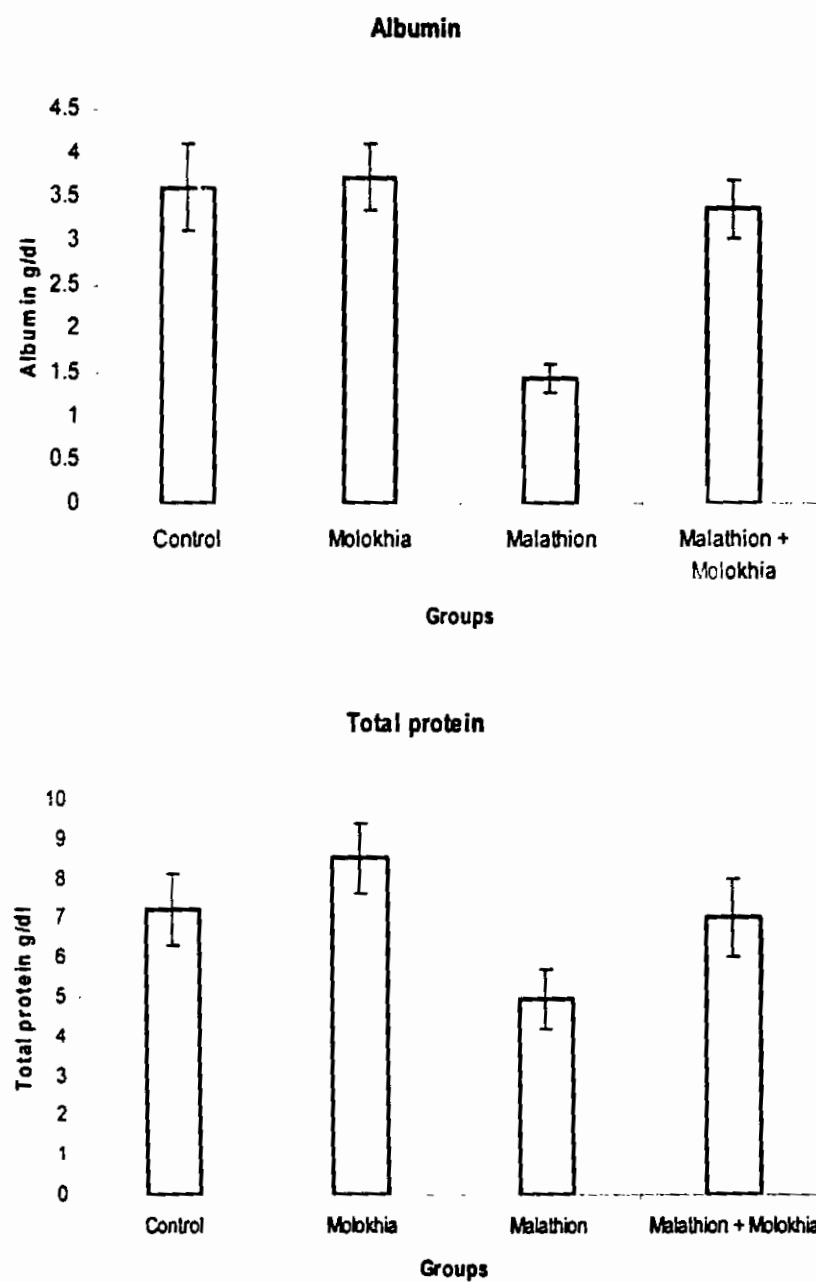 Albumin
4.5
4
3.5
3
2.5
2
1.5
1
0.5
0
Albumin g/dl
Control Molokhia Malathion Malathion +
Molokhia
Groups
Total protein
10
9
8
7
6
5
4
3
2
1
0
Total protein g/dl
Control Molokhia Malathion Malathion + Molokhia
Groups